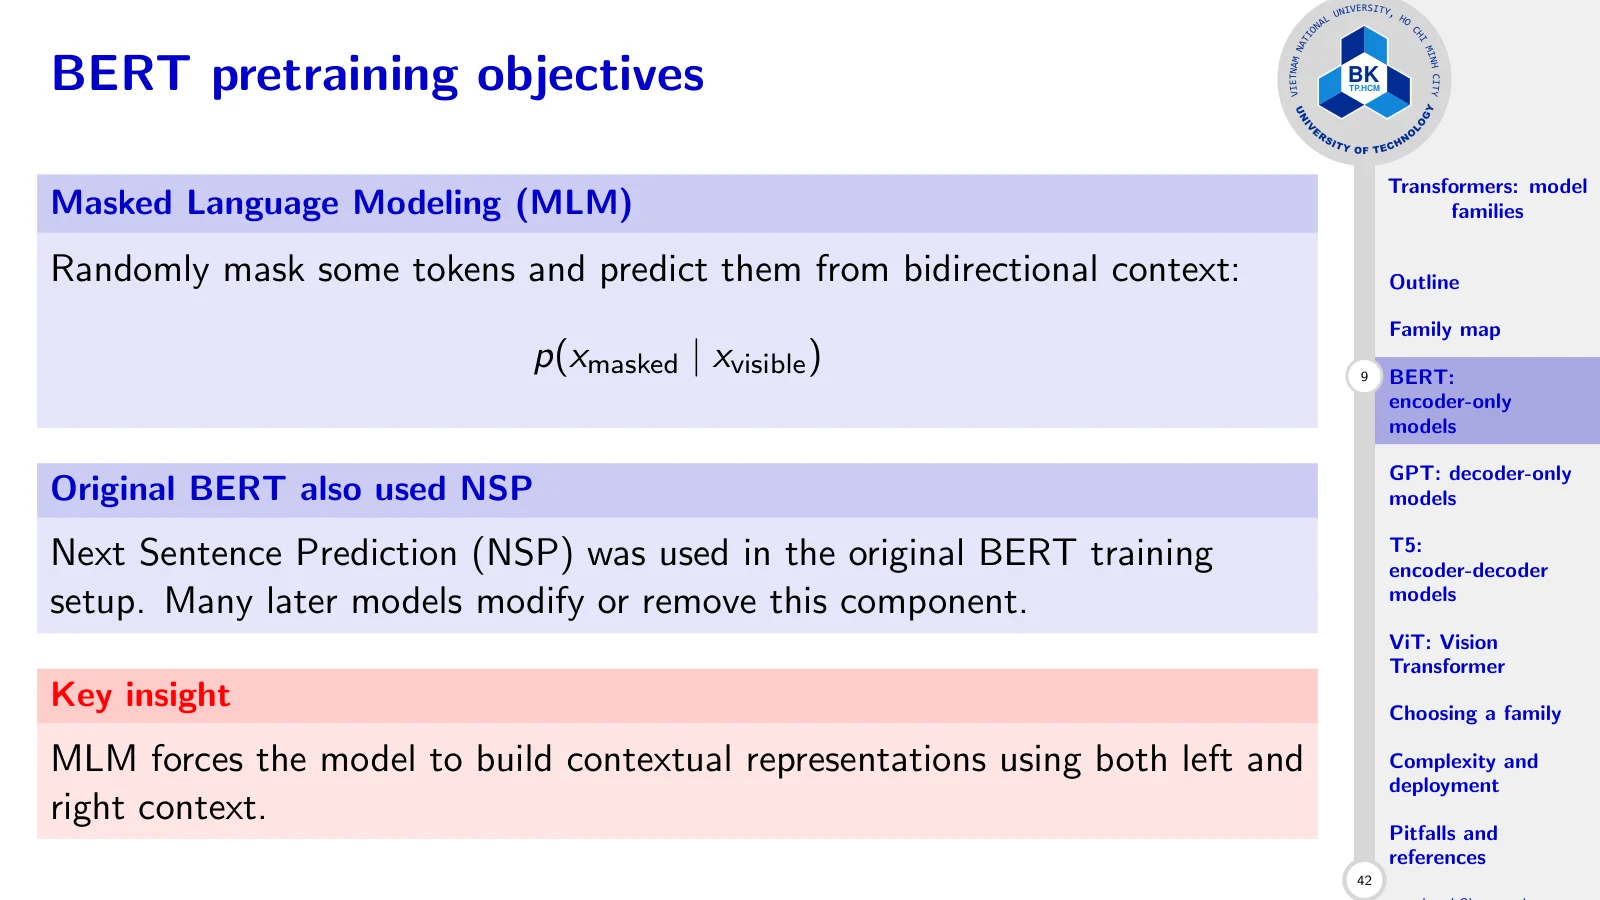 BERT pretraining objectives
VIETNAM NATIONAL UNIVERSITY, HO CHI MINH CITY
BK
TP.HCM
UNIVERSITY OF TECHNOLOGY
Masked Language Modeling (MLM)
Randomly mask some tokens and predict them from bidirectional context:
p(x_masked | x_visible)
Original BERT also used NSP
Next Sentence Prediction (NSP) was used in the original BERT training
setup. Many later models modify or remove this component.
Key insight
MLM forces the model to build contextual representations using both left and
right context.
Transformers: model
families
Outline
Family map
9
BERT:
encoder-only
models
GPT: decoder-only
models
T5:
encoder-decoder
models
ViT: Vision
Transformer
Choosing a family
Complexity and
deployment
Pitfalls and
references
42